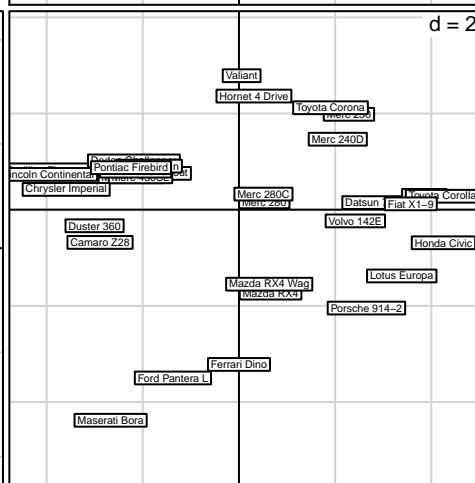 d = 2
Valiant
Hornet 4 Drive
Toyota Corona
Merc 230
Merc 240D
Pontiac Firebird
Lincoln Continental
Chrysler Imperial
Merc 280C
Merc 280
Toyota Corolla
Datsun
Fiat X1−9
Duster 360
Volvo 142E
Camaro Z28
Honda Civic
Lotus Europa
Mazda RX4 Wag
Mazda RX4
Porsche 914−2
Ferrari Dino
Ford Pantera L
Maserati Bora